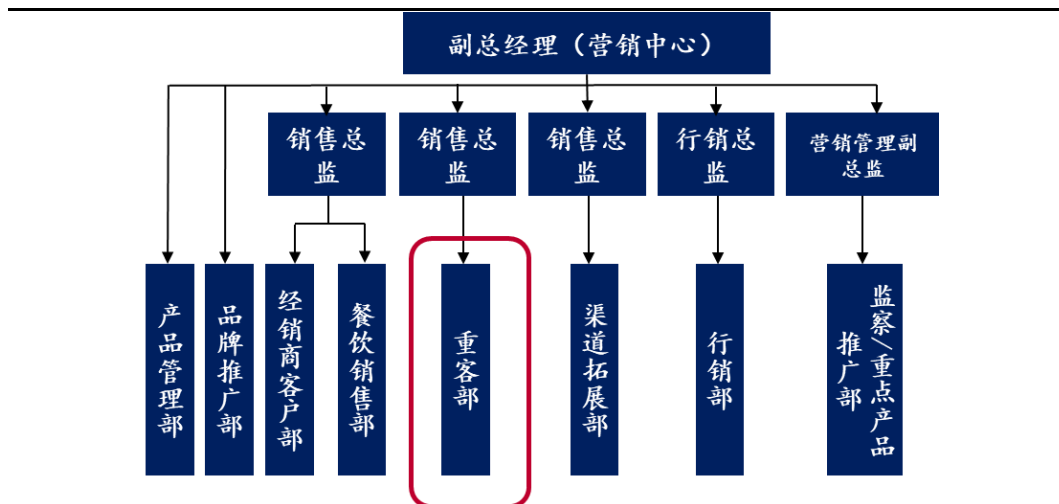 副总经理（营销中心）
销售总
监
销售总
监
销售总
监
行销总
监
营销管理副
总监
产品管理部
品牌推广部
经销商客户部
餐饮销售部
重客部
渠道拓展部
行销部
监察/重点产品
推广部